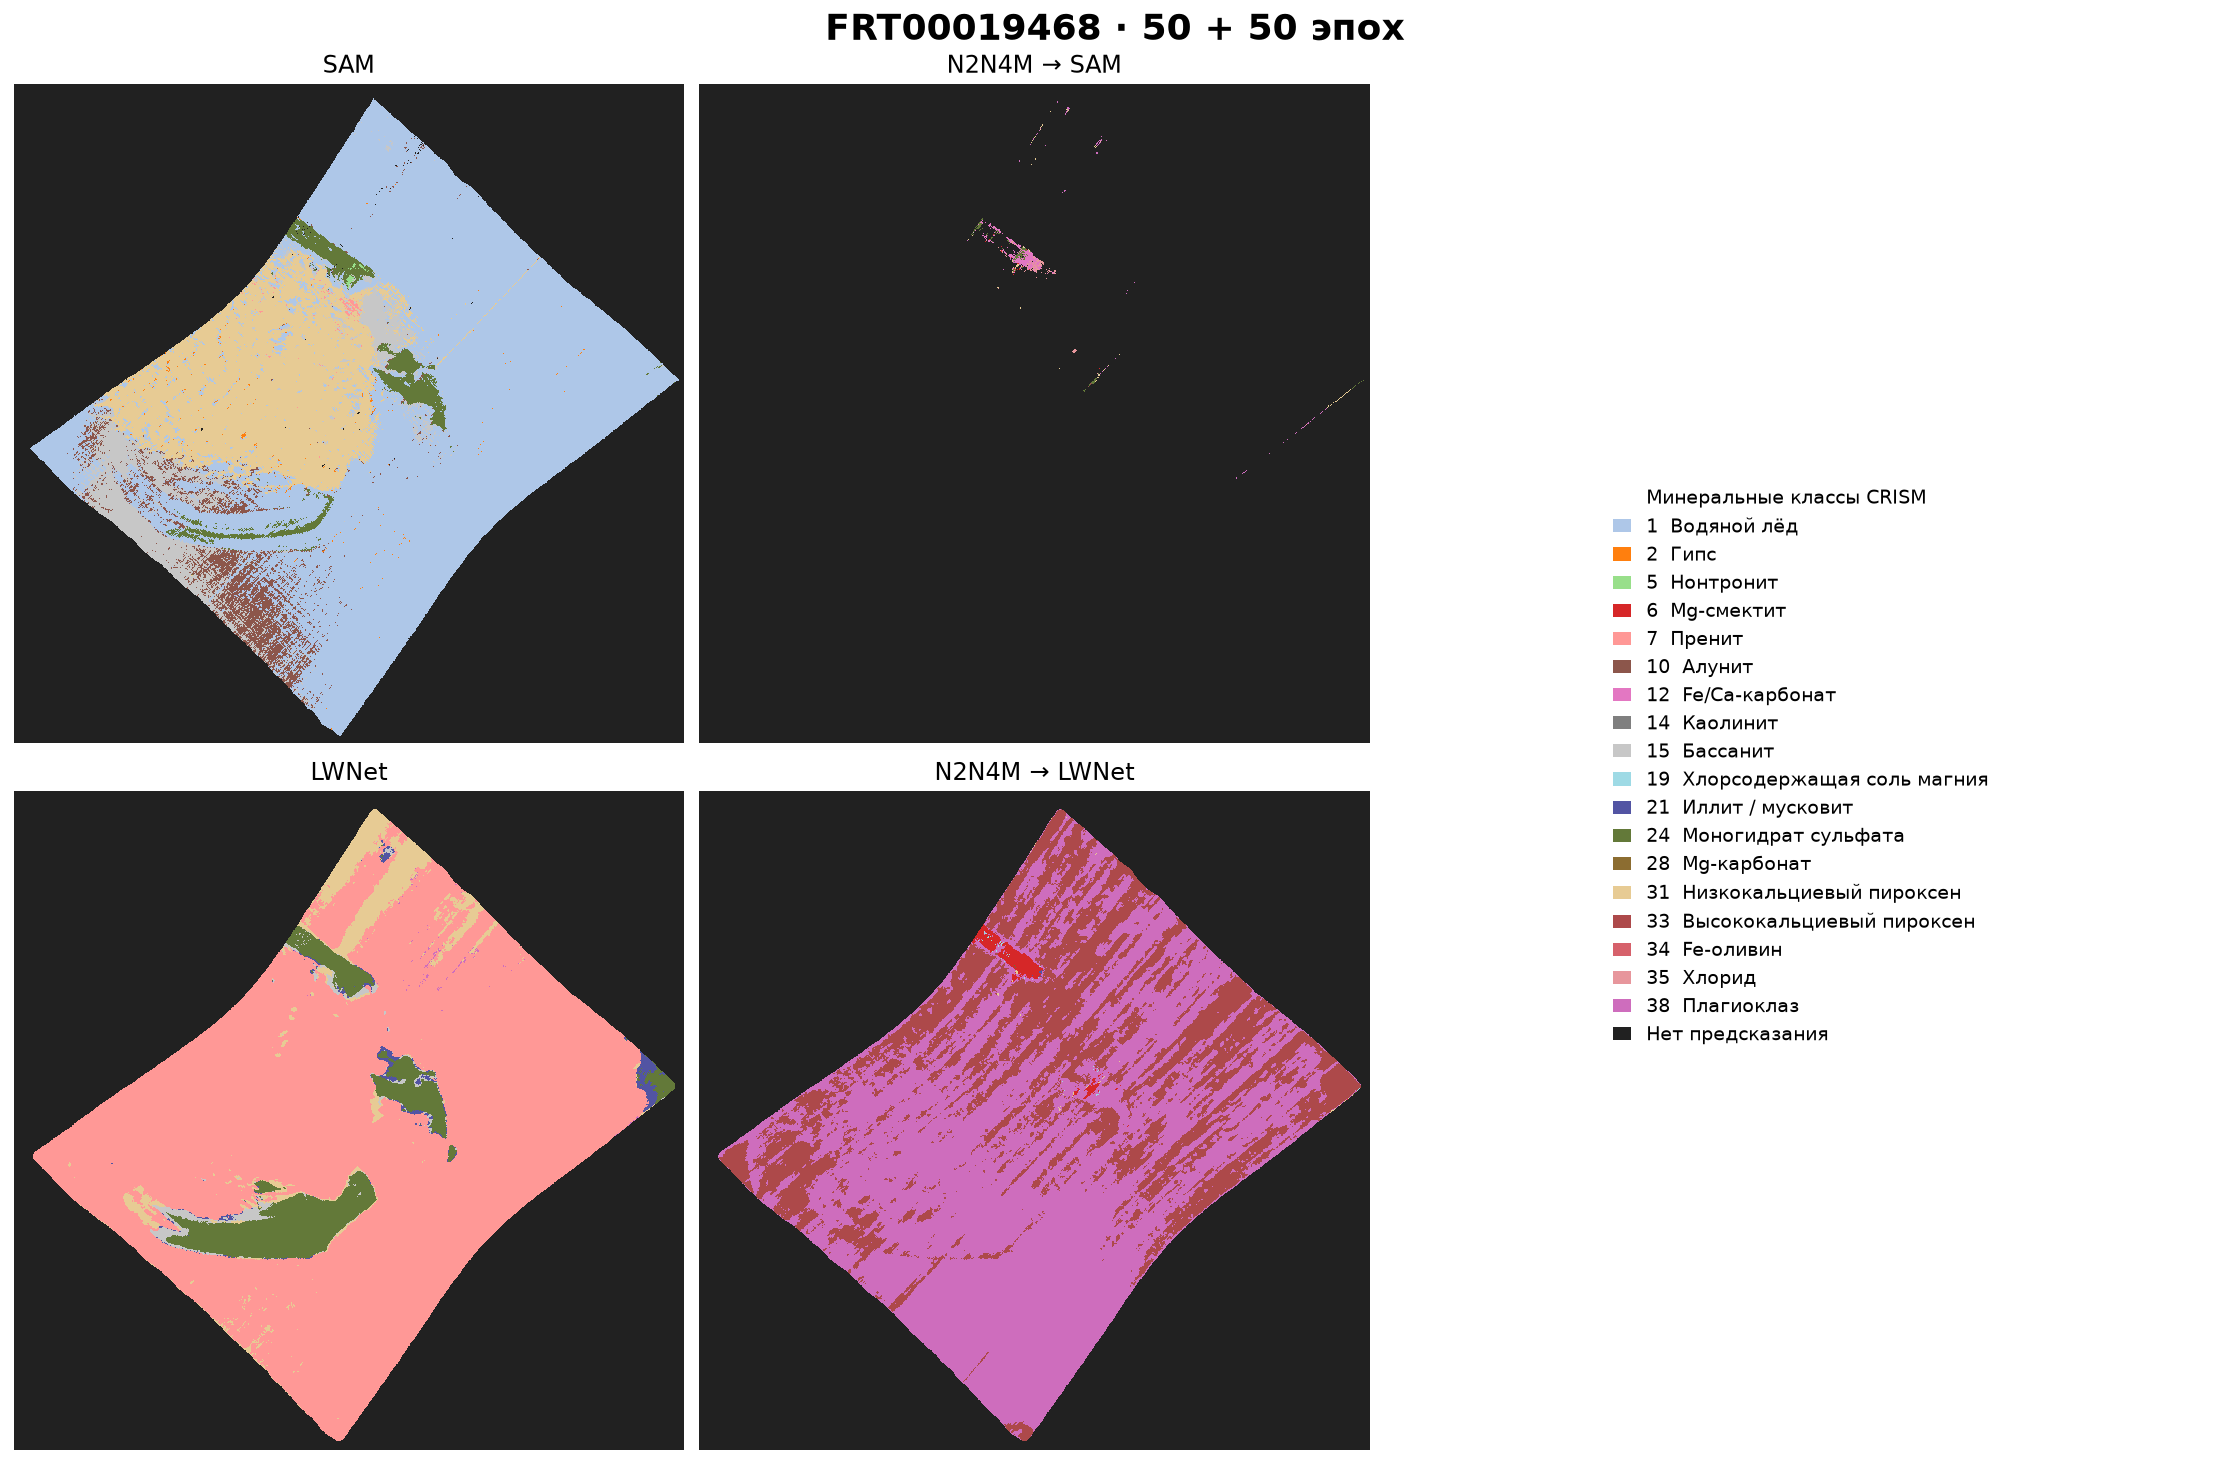 FRT00019468 · 50 + 50 эпох
SAM
N2N4M → SAM
LWNet
N2N4M → LWNet
Минеральные классы CRISM
1 Водяной лёд
2 Гипс
5 Нонтронит
6 Mg-смектит
7 Пренит
10 Алунит
12 Fe/Ca-карбонат
14 Каолинит
15 Бассанит
19 Хлорсодержащая соль магния
21 Иллит / мусковит
24 Моногидрат сульфата
28 Mg-карбонат
31 Низкокальциевый пироксен
33 Высококальциевый пироксен
34 Fe-оливин
35 Хлорид
38 Плагиоклаз
Нет предсказания